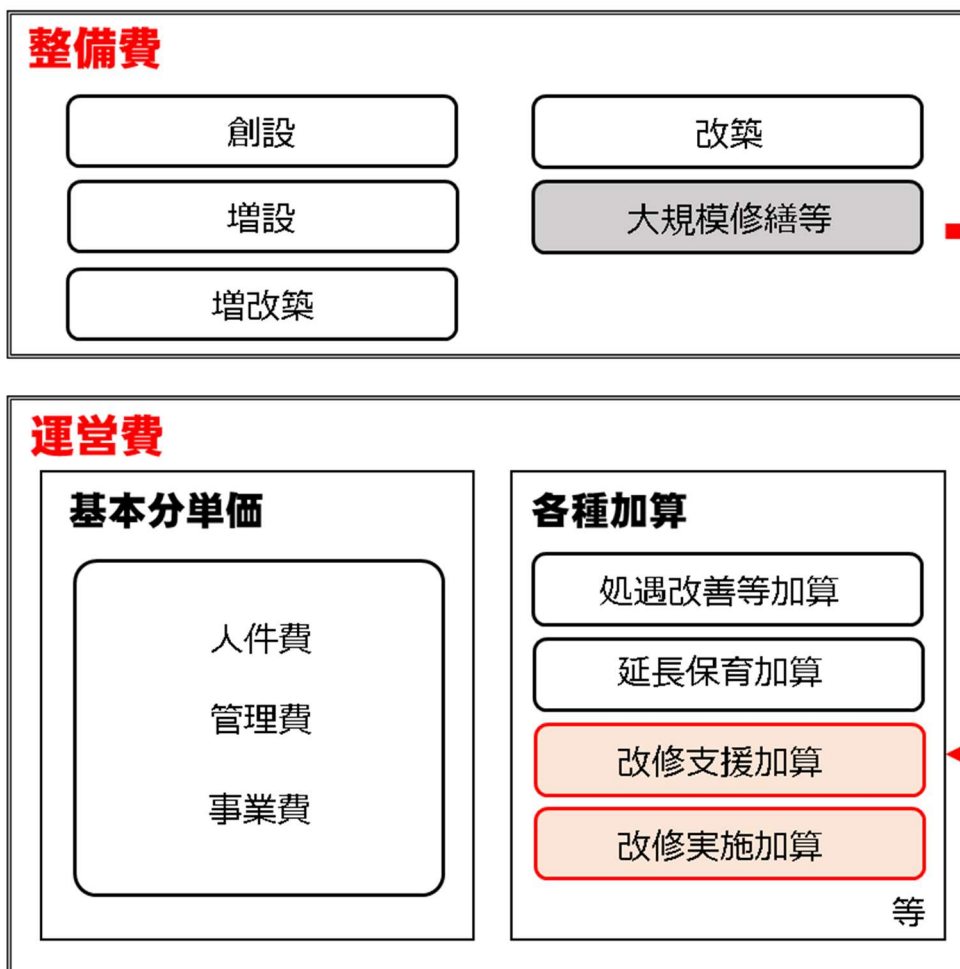 整備費
創設
改築
増設
大規模修繕等
増改築
運営費
基本分単価
人件費
管理費
事業費
各種加算
処遇改善等加算
延長保育加算
改修支援加算
改修実施加算
等